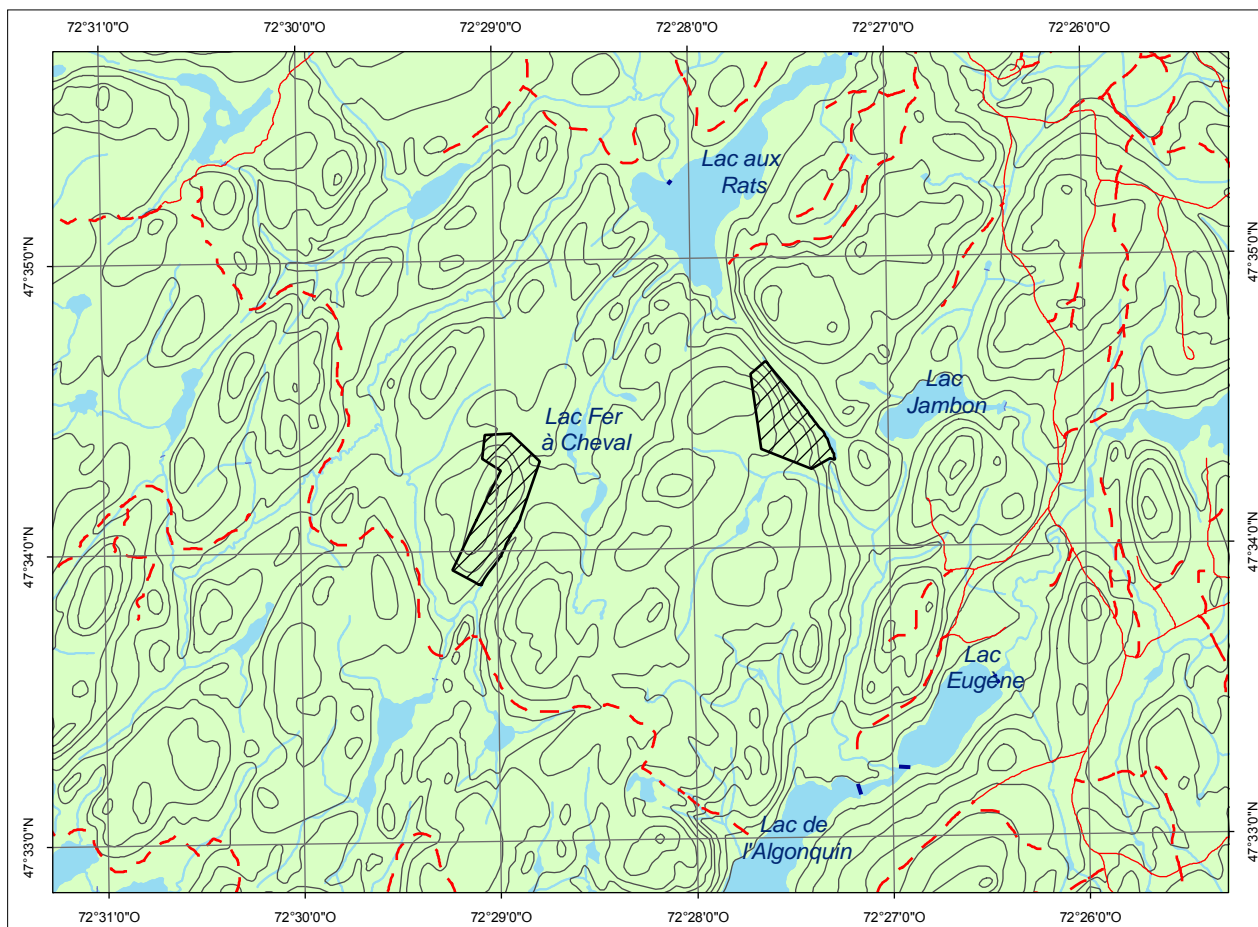 72°31'0"O 72°30'0"O 72°29'0"O 72°28'0"O 72°27'0"O 72°26'0"O
Lac aux
Rats
47°35'0"N 47°35'0"N
Lac
Jambon
Lac Fer
à Cheval
47°34'0"N 47°34'0"N
Lac
Eugène
47°33'0"N 47°33'0"N
Lac de
l'Algonquin
72°31'0"O 72°30'0"O 72°29'0"O 72°28'0"O 72°27'0"O 72°26'0"O